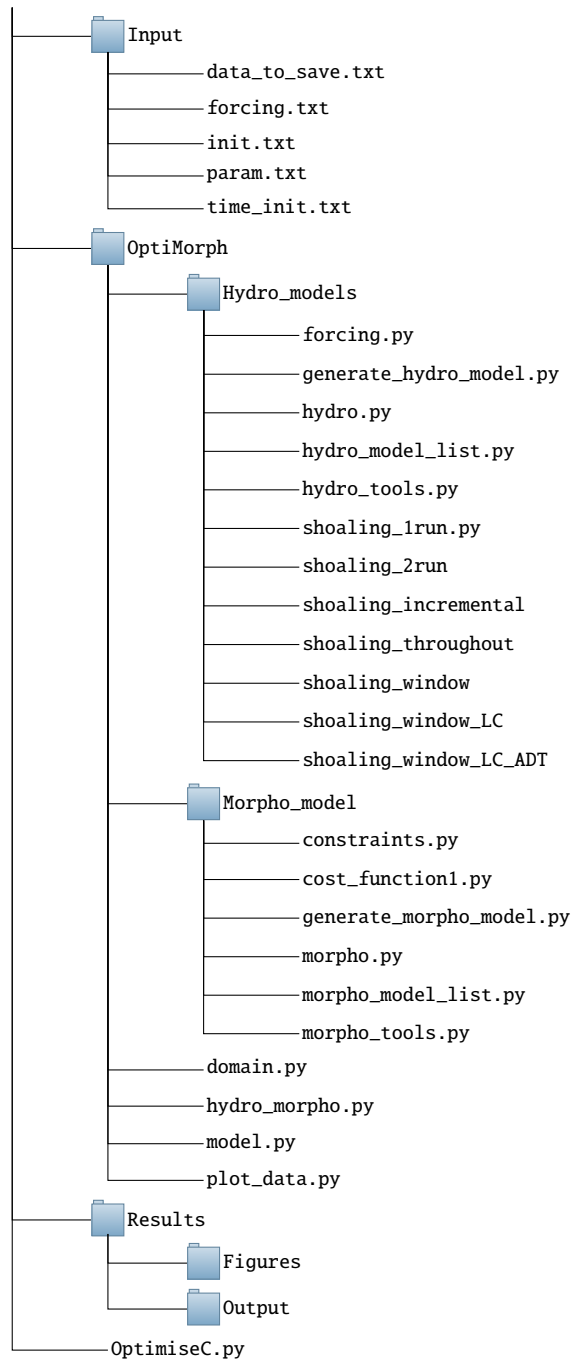 Input
data_to_save.txt
forcing.txt
init.txt
param.txt
time_init.txt
OptiMorph
Hydro_models
forcing.py
generate_hydro_model.py
hydro.py
hydro_model_list.py
hydro_tools.py
shoaling_1run.py
shoaling_2run
shoaling_incremental
shoaling_throughout
shoaling_window
shoaling_window_LC
shoaling_window_LC_ADT
Morpho_model
constraints.py
cost_function1.py
generate_morpho_model.py
morpho.py
morpho_model_list.py
morpho_tools.py
domain.py
hydro_morpho.py
model.py
plot_data.py
Results
Figures
Output
OptimiseC.py